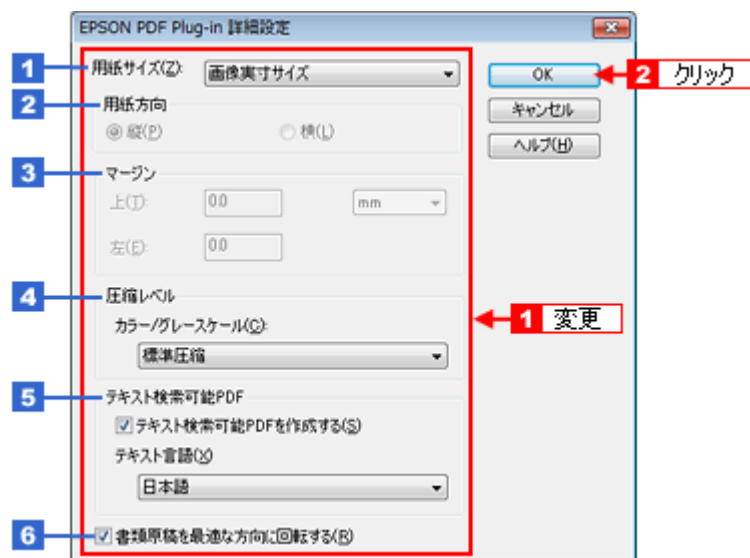 EPSON PDF Plug-in 詳細設定
1 用紙サイズ(Z): 画像実寸サイズ OK 2 クリック
2 用紙方向 キャンセル
縦(P) 横(L) ヘルプ(H)
3 マージン
上(T): 0.0 mm
左(E): 0.0
4 圧縮レベル 1 変更
カラー/グレースケール(C):
標準圧縮
5 テキスト検索可能PDF
テキスト検索可能PDFを作成する(S)
テキスト言語(X)
日本語
6 書類原稿を最適な方向に回転する(R)